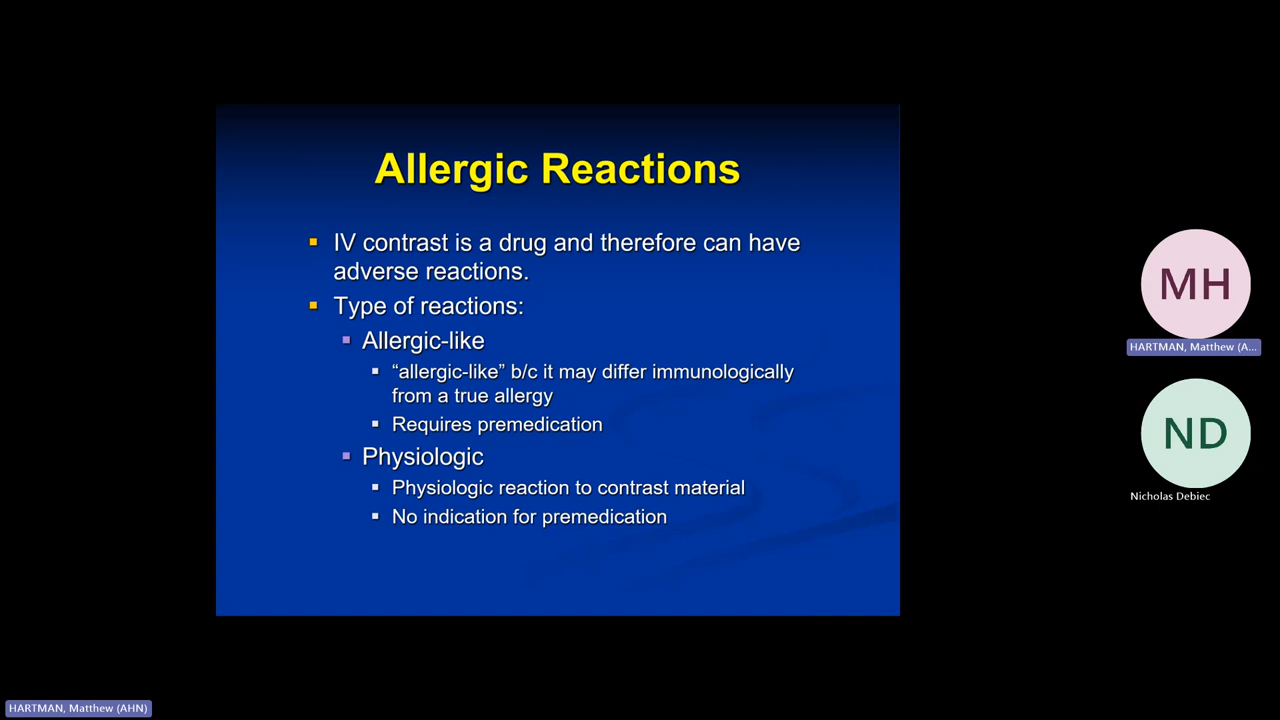 Allergic Reactions
IV contrast is a drug and therefore can have
adverse reactions.
Type of reactions:
Allergic-like
“allergic-like” b/c it may differ immunologically
from a true allergy
Requires premedication
Physiologic
Physiologic reaction to contrast material
No indication for premedication
MH
HARTMAN, Matthew (A...
ND
Nicholas Debiec
HARTMAN, Matthew (AHN)